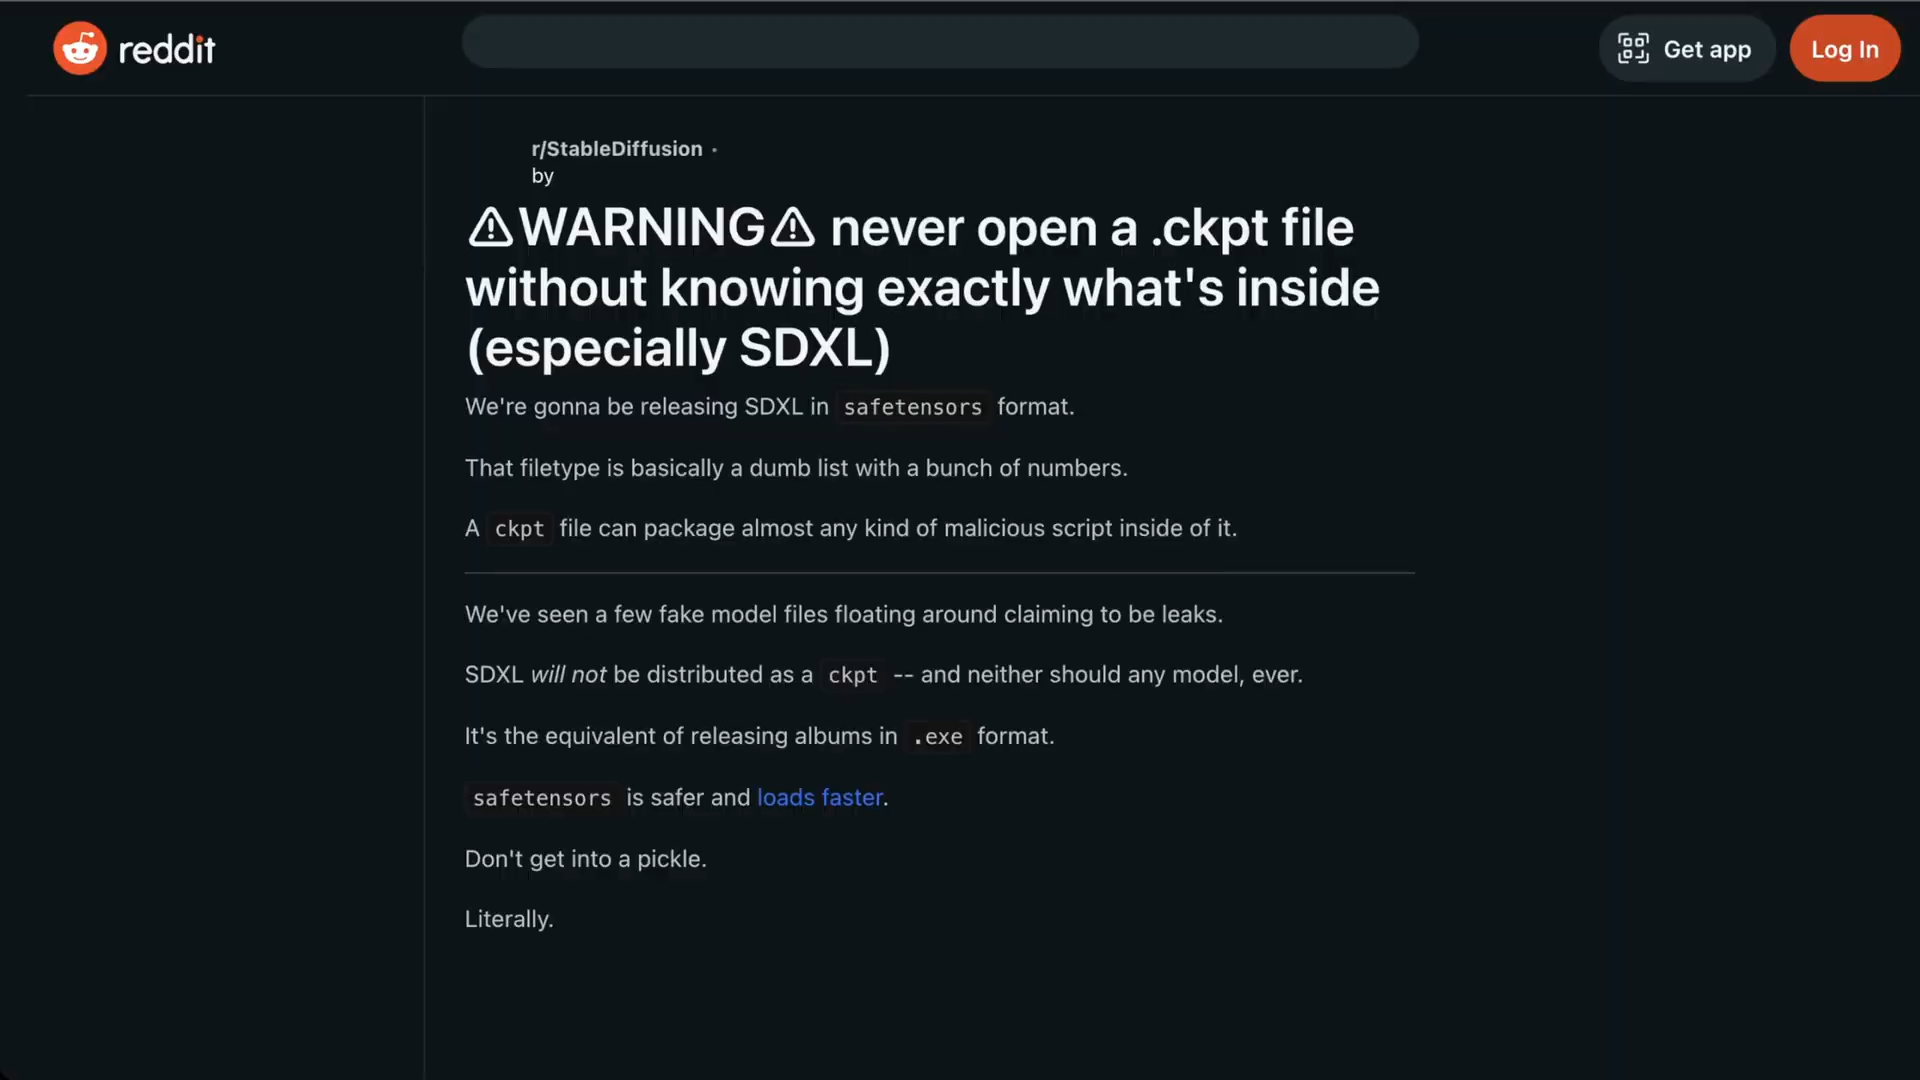 reddit
Get app
Log In
r/StableDiffusion •
by
⚠WARNING⚠ never open a .ckpt file
without knowing exactly what's inside
(especially SDXL)
We're gonna be releasing SDXL in safetensors format.
That filetype is basically a dumb list with a bunch of numbers.
A ckpt file can package almost any kind of malicious script inside of it.
We've seen a few fake model files floating around claiming to be leaks.
SDXL will not be distributed as a ckpt -- and neither should any model, ever.
It's the equivalent of releasing albums in .exe format.
safetensors is safer and loads faster.
Don't get into a pickle.
Literally.